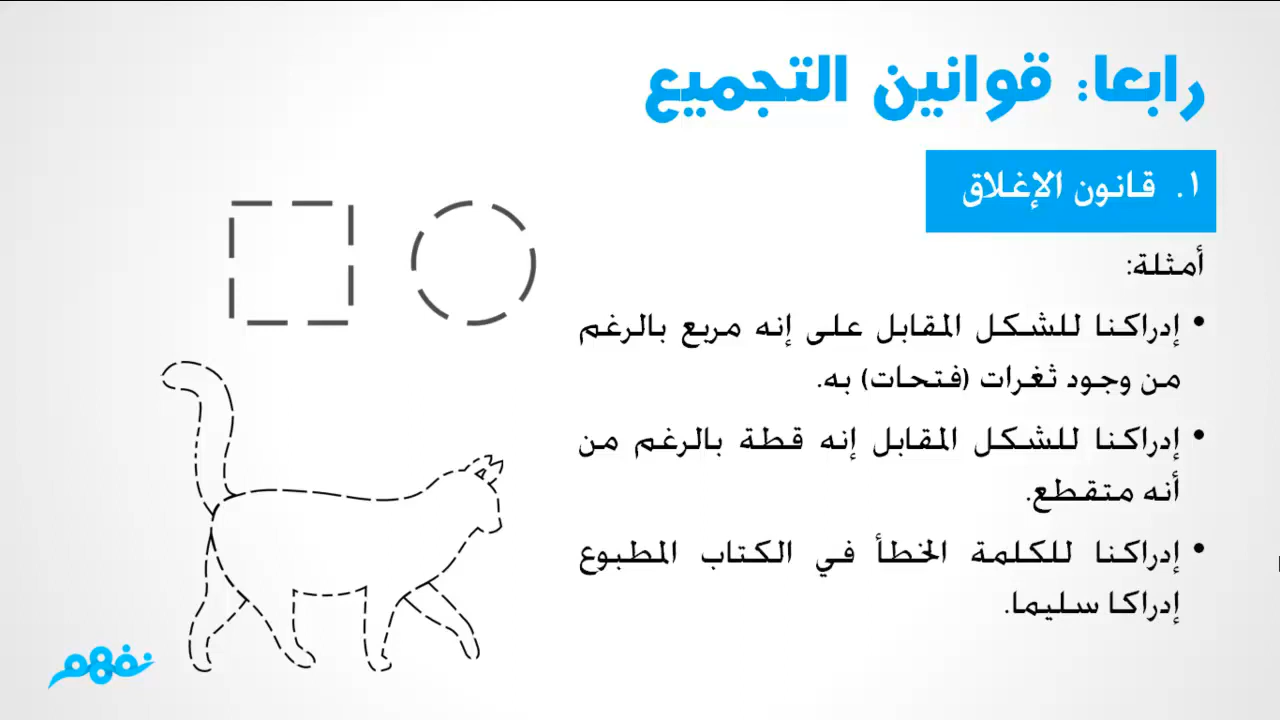 رابعا: قوانين التجميع
١. قانون الإغلاق
أمثلة:
• إدراكنا للشكل المقابل على إنه مربع بالرغم
من وجود ثغرات (فتحات) به.
• إدراكنا للشكل المقابل إنه قطة بالرغم من
أنه متقطع.
• إدراكنا للكلمة الخطأ في الكتاب المطبوع
إدراكا سليما.
نفهم